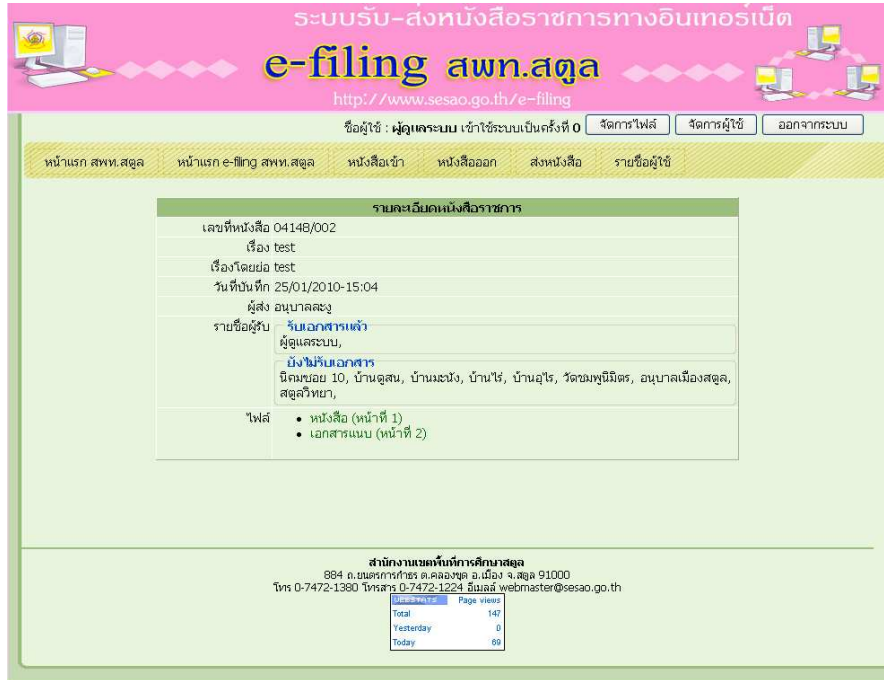 ระบบรับ-ส่งหนังสือราชการทางอินเทอร์เน็ต
e-filing สพท.สตูล
http://www.sesao.go.th/e-filing
ชื่อผู้ใช้ : ผู้ดูแลระบบ เข้าใช้ระบบเป็นครั้งที่ 0 จัดการไฟล์ จัดการผู้ใช้ ออกจากระบบ
หน้าแรก สพท.สตูล หน้าแรก e-filing สพท.สตูล หนังสือเข้า หนังสือออก ส่งหนังสือ รายชื่อผู้ใช้
รายละเอียดหนังสือราชการ
เลขที่หนังสือ 04148/002
เรื่อง test
เรื่องโดยย่อ test
วันที่บันทึก 25/01/2010-15:04
ผู้ส่ง อนุบาลละงู
รายชื่อผู้รับ รับเอกสารแล้ว
ผู้ดูแลระบบ,
ยังไม่รับเอกสาร
นิคมซอย 10, บ้านดูสน, บ้านมะนัง, บ้านไร่, บ้านอุไร, วัดชมพูนิมิตร, อนุบาลเมืองสตูล,
สตูลวิทยา,
ไฟล์ • หนังสือ (หน้าที่ 1)
• เอกสารแนบ (หน้าที่ 2)
สำนักงานเขตพื้นที่การศึกษาสตูล
884 ถ.ยนตรการกำธร ต.คลองขุด อ.เมือง จ.สตูล 91000
โทร 0-7472-1380 โทรสาร 0-7472-1224 อีเมลล์ webmaster@sesao.go.th
WEBSTATS Page views
Total 147
Yesterday 0
Today 69